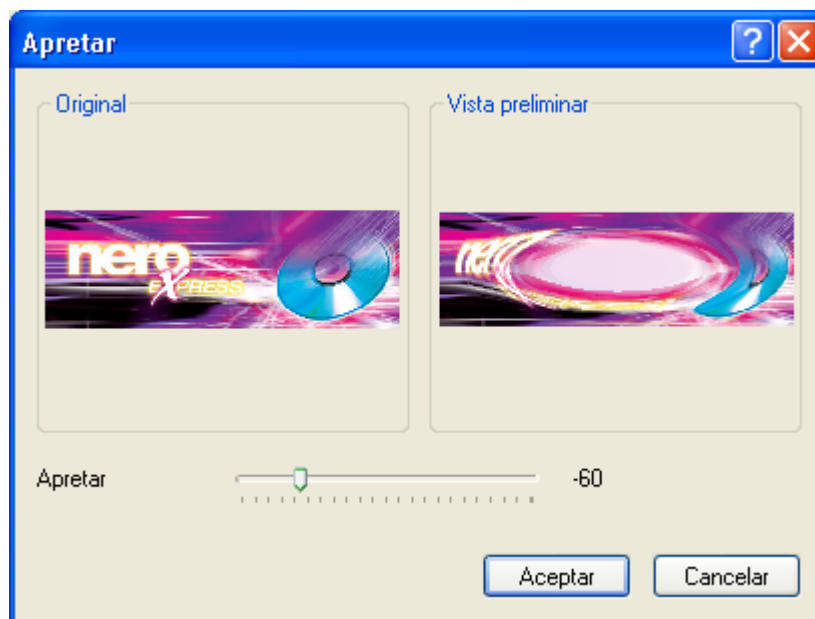 Apretar
Original
Vista preliminar
nero
EXPRESS
Apretar
-60
Aceptar
Cancelar